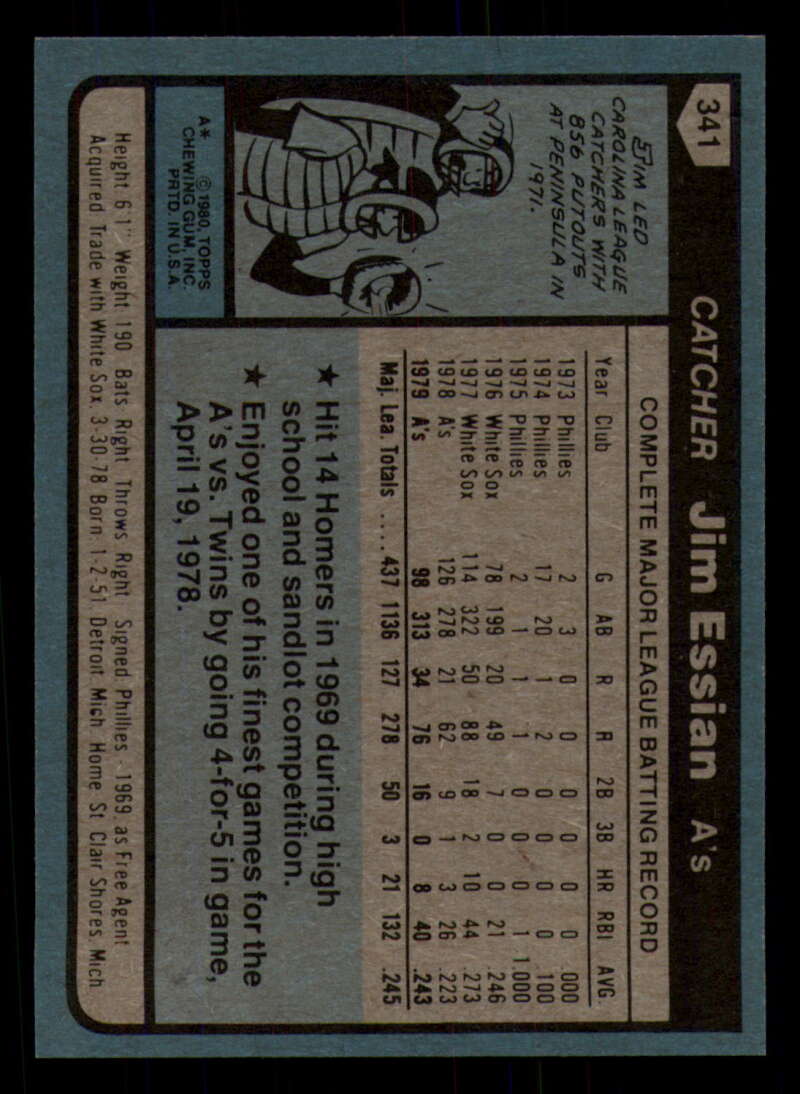 341
CATCHER Jim Essian A's
JIM LED
CAROLINA LEAGUE
CATCHERS WITH
856 PUTOUTS
AT PENINSULA IN
1971.
A* © 1980, TOPPS
CHEWING GUM, INC.
PRTD. IN U.S.A.
COMPLETE MAJOR LEAGUE BATTING RECORD
Year Club G AB R R 2B 3B HR RBI AVG.
1973 Phillies 2 3 0 0 0 0 0 0 .000
1974 Phillies 17 20 1 2 0 0 0 0 .100
1975 Phillies 2 1 1 1 0 0 0 1 1.000
1976 White Sox 78 199 20 49 7 0 0 21 .246
1977 White Sox 114 322 50 88 18 2 10 44 .273
1978 A's 126 278 21 62 9 1 3 26 .223
1979 A's 98 313 34 76 16 0 8 40 .243
Maj. Lea. Totals .... 437 1136 127 278 50 3 21 132 .245
★ Hit 14 Homers in 1969 during high
school and sandlot competition.
★ Enjoyed one of his finest games for the
A's vs. Twins by going 4-for-5 in game,
April 19, 1978.
Height 6'1" Weight 190 Bats Right Throws Right Signed Phillies - 1969, as Free Agent
Acquired Trade with White Sox, 3-30-78 Born 1-2-51, Detroit, Mich Home St Clair Shores, Mich